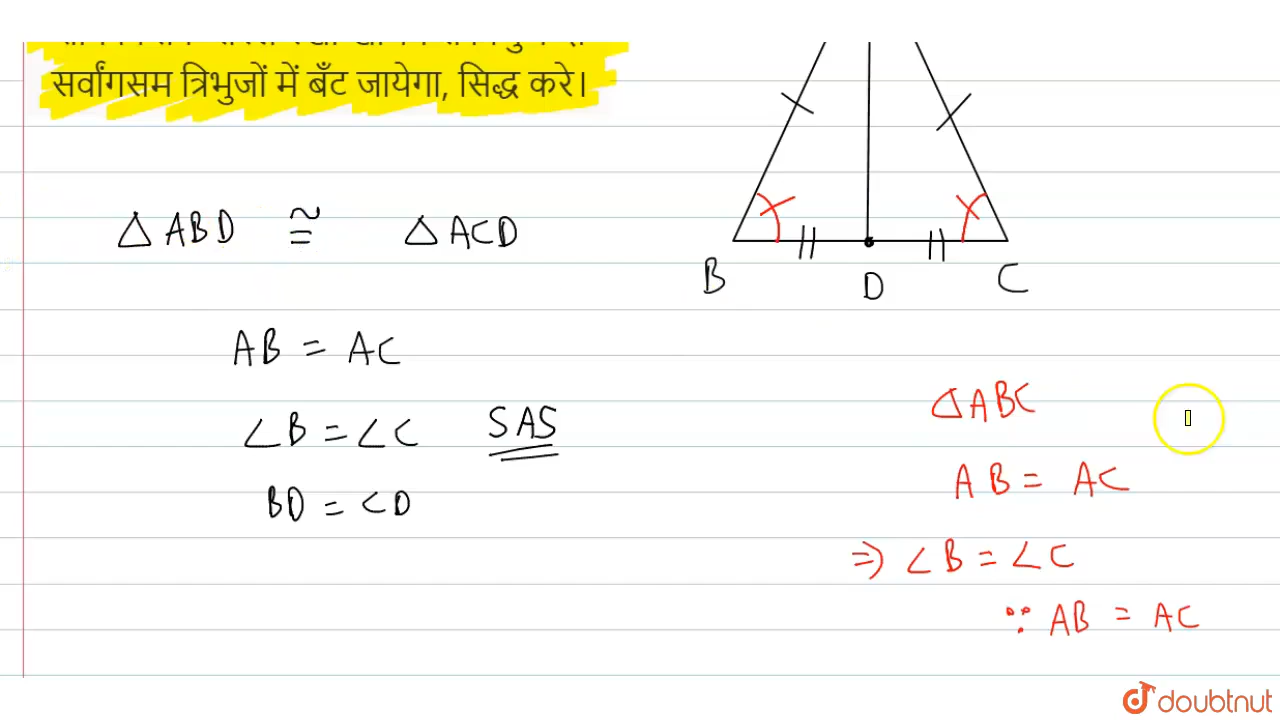 सर्वांगसम त्रिभुजों में बँट जायेगा, सिद्ध करे।
△ ABD ≅ △ ACD
B D C
AB = AC
∠B = ∠C SAS
BD = CD
△ABC
AB = AC
⇒ ∠B = ∠C
∵ AB = AC
doubtnut